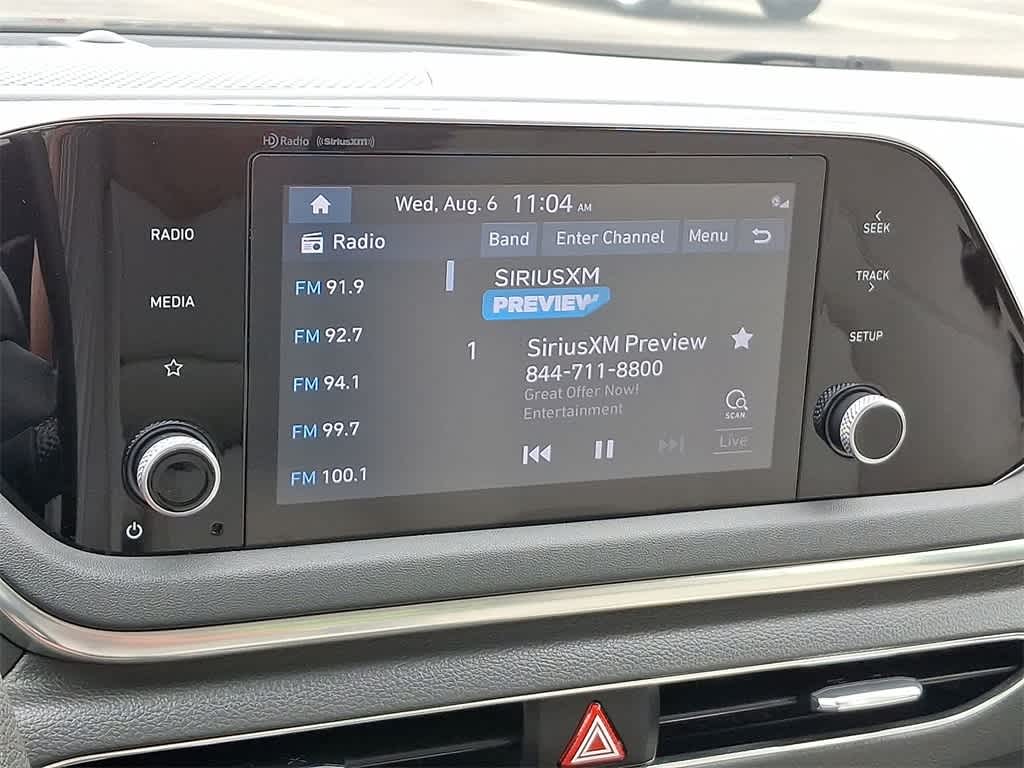 HD Radio ((SiriusXM))
Wed, Aug. 6 11:04 AM
Radio Band Enter Channel Menu
FM 91.9
FM 92.7
FM 94.1
FM 99.7
FM 100.1
SIRIUSXM
PREVIEW
1 SiriusXM Preview
844-711-8800
Great Offer Now!
Entertainment
SCAN
Live
RADIO
MEDIA
SEEK
TRACK
SETUP